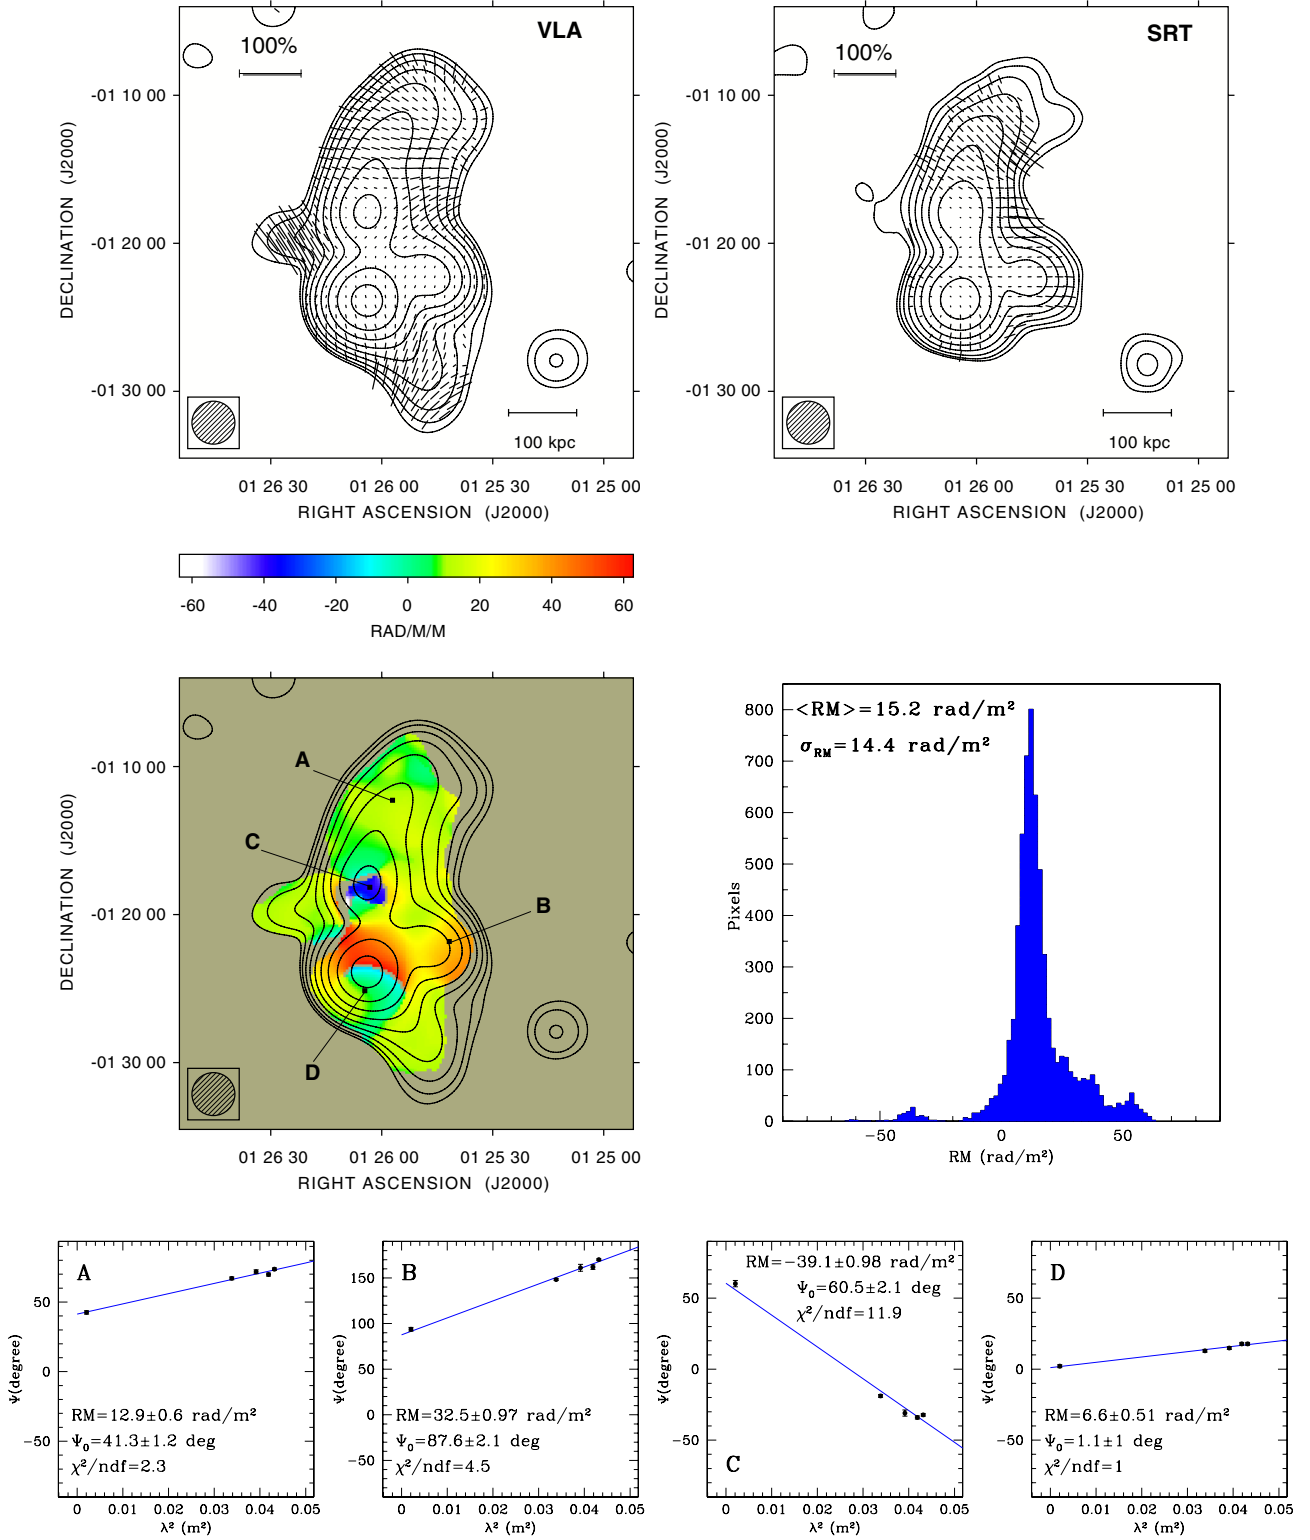 VLA
100%
-01 10 00
-01 20 00
-01 30 00
DECLINATION (J2000)
100 kpc
01 26 30 01 26 00 01 25 30 01 25 00
RIGHT ASCENSION (J2000)
SRT
100%
-01 10 00
-01 20 00
-01 30 00
DECLINATION (J2000)
100 kpc
01 26 30 01 26 00 01 25 30 01 25 00
RIGHT ASCENSION (J2000)
-60 -40 -20 0 20 40 60
RAD/M/M
A
C
B
D
-01 10 00
-01 20 00
-01 30 00
DECLINATION (J2000)
01 26 30 01 26 00 01 25 30 01 25 00
RIGHT ASCENSION (J2000)
<RM>=15.2 rad/m²
σRM=14.4 rad/m²
800
700
600
500
400
300
200
100
0
Pixels
−50 0 50
RM (rad/m²)
A
50
0
−50
Ψ(degree)
RM=12.9±0.6 rad/m²
Ψ₀=41.3±1.2 deg
χ²/ndf=2.3
0 0.01 0.02 0.03 0.04 0.05
λ² (m²)
B
150
100
50
0
−50
Ψ(degree)
RM=32.5±0.97 rad/m²
Ψ₀=87.6±2.1 deg
χ²/ndf=4.5
0 0.01 0.02 0.03 0.04 0.05
λ² (m²)
RM=−39.1±0.98 rad/m²
Ψ₀=60.5±2.1 deg
χ²/ndf=11.9
50
0
−50
Ψ(degree)
C
0 0.01 0.02 0.03 0.04 0.05
λ² (m²)
D
50
0
−50
Ψ(degree)
RM=6.6±0.51 rad/m²
Ψ₀=1.1±1 deg
χ²/ndf=1
0 0.01 0.02 0.03 0.04 0.05
λ² (m²)